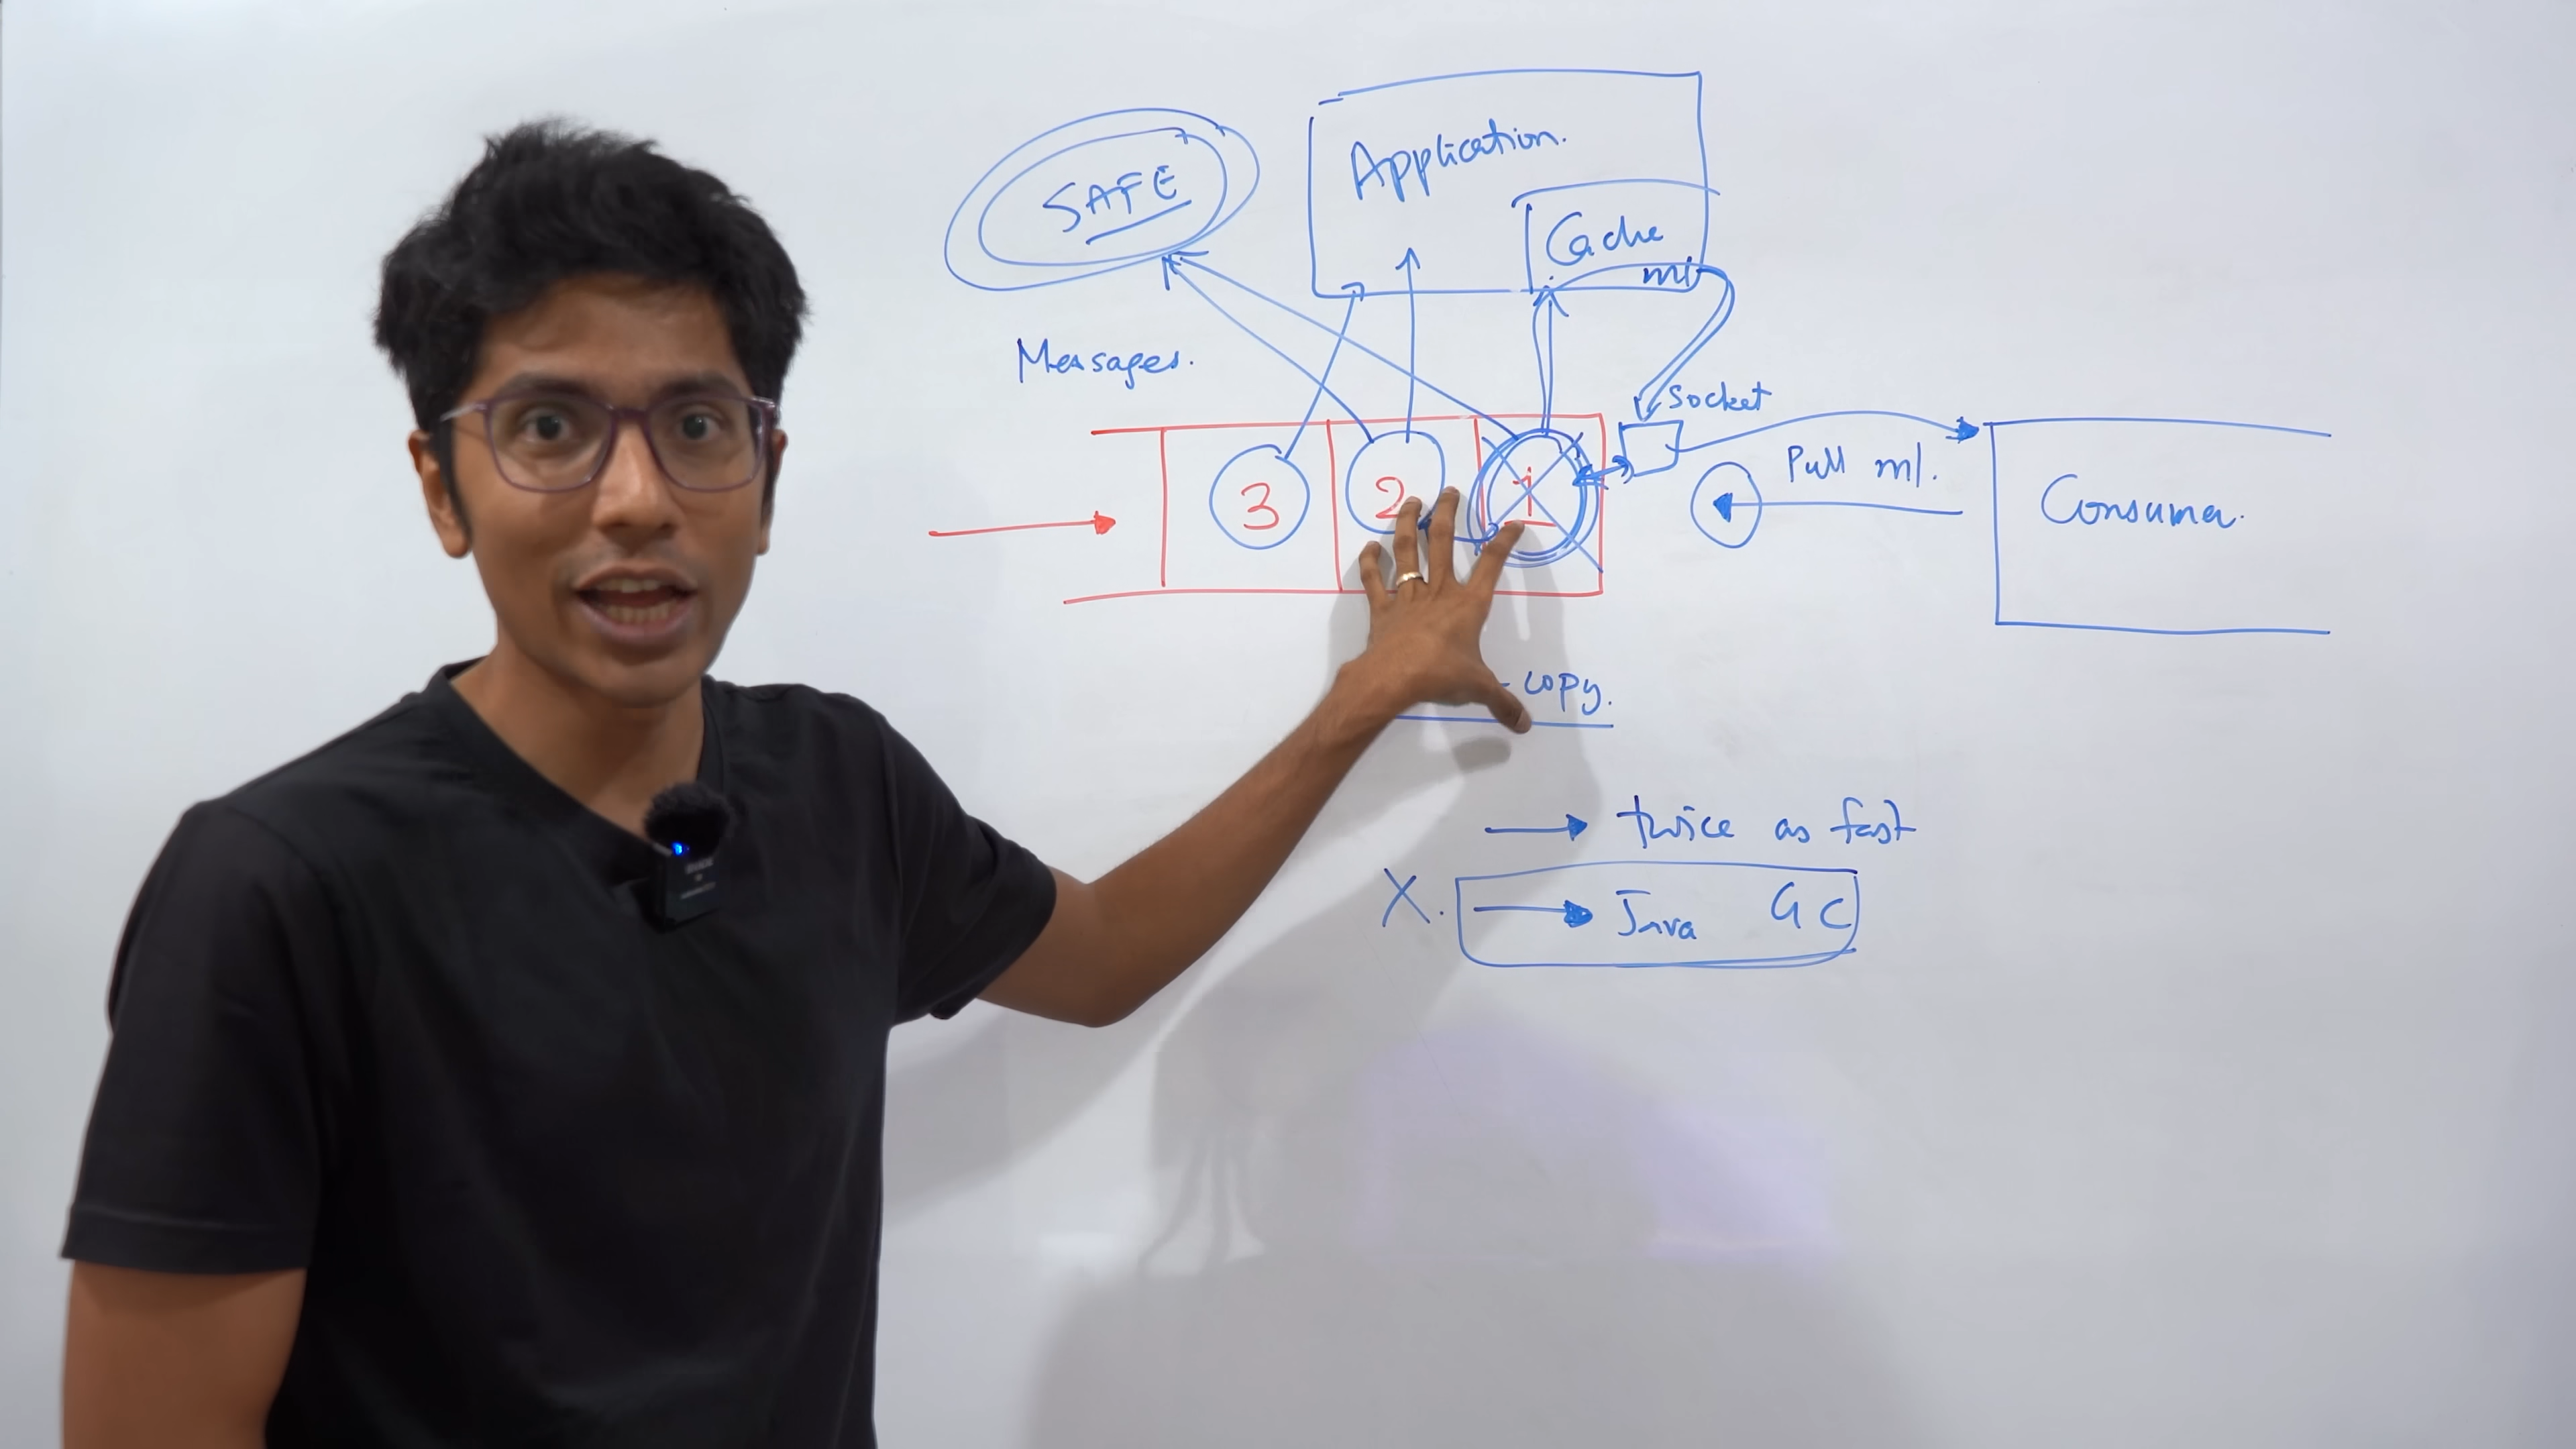 Application.
SAFE
Cache
m1
Messages.
Socket
3
2
1
Pull m1.
Consumer.
- copy.
twice as fast
X.
Java GC